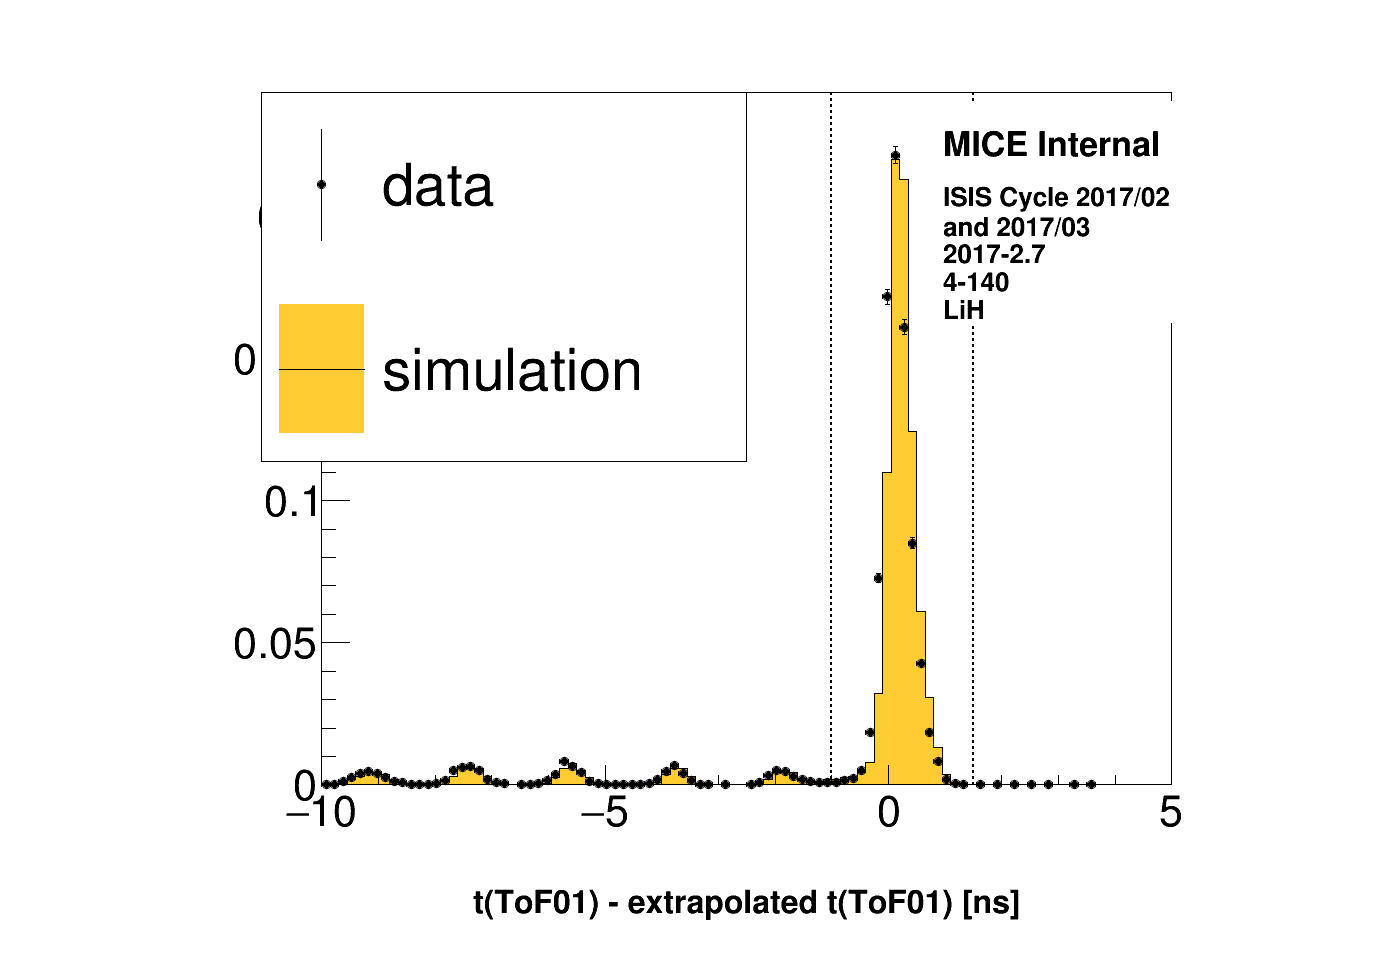 data
simulation
MICE Internal
ISIS Cycle 2017/02
and 2017/03
2017-2.7
4-140
LiH
0.1
0.05
0
−10
−5
0
5
t(ToF01) - extrapolated t(ToF01) [ns]